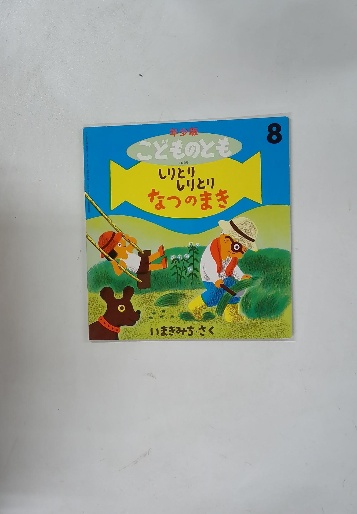 年少版
8
こどものとも
しりとり
しりとり
なつのまき
いまきみち・さく